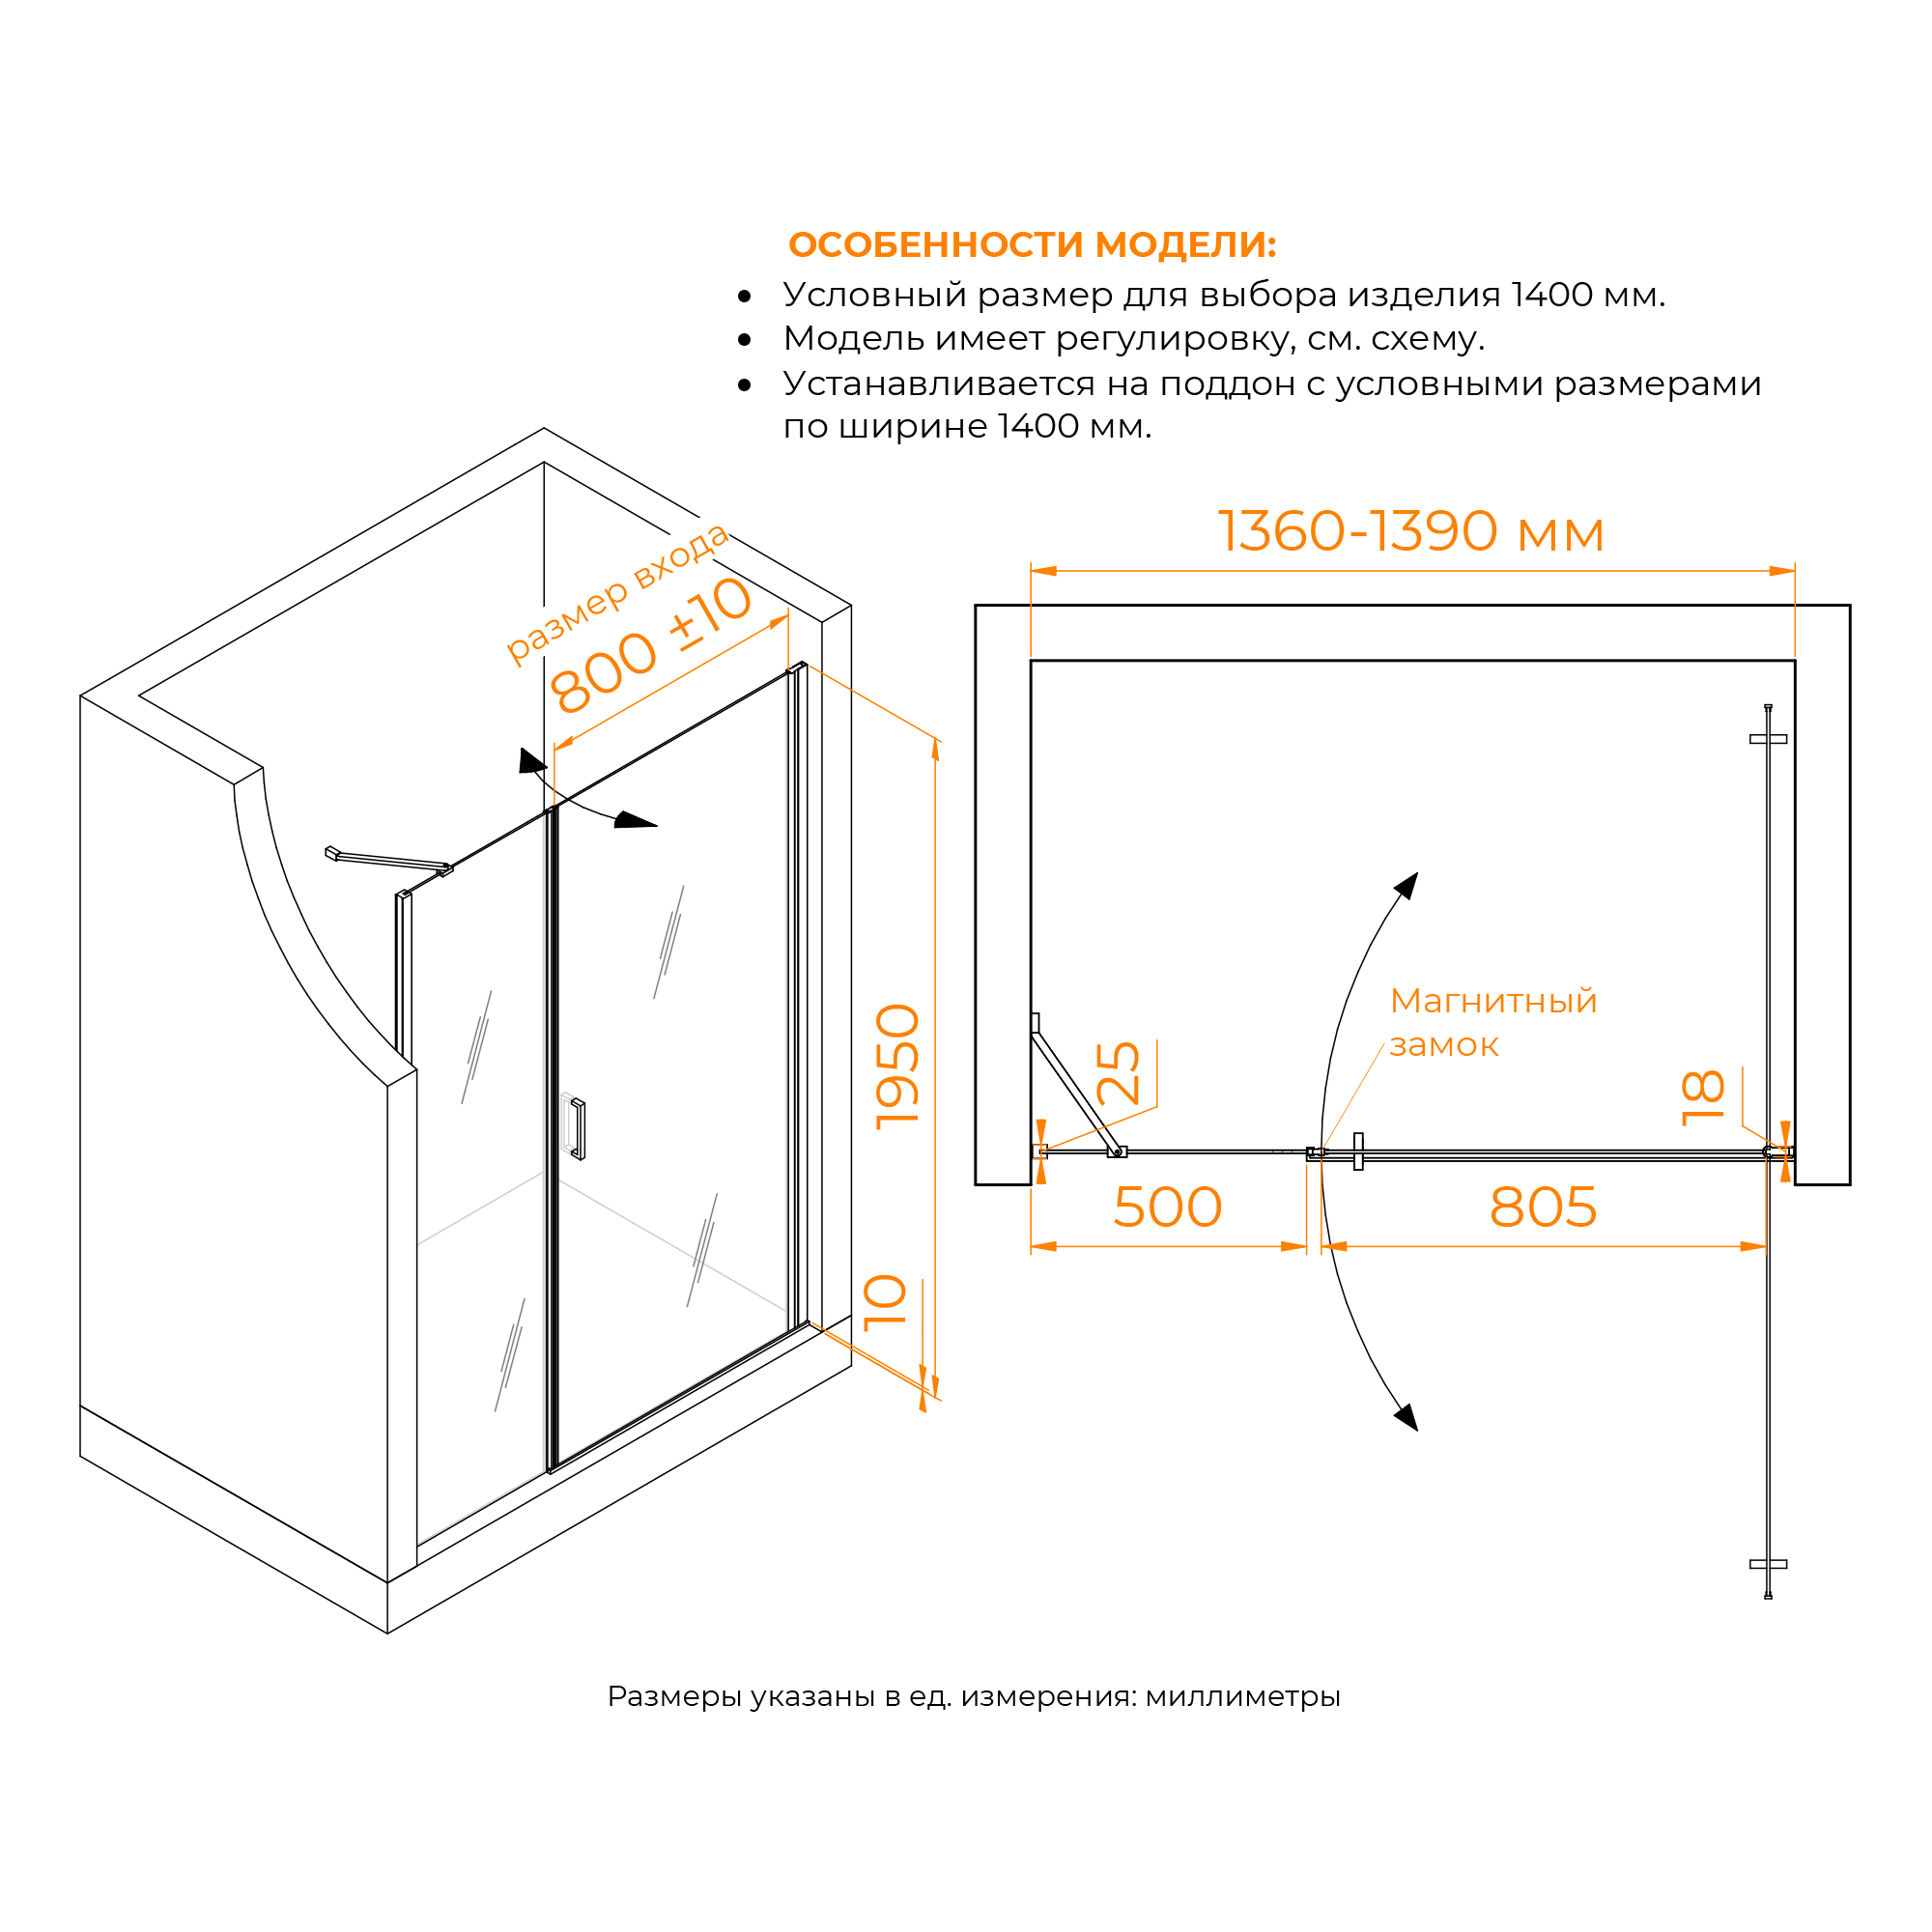 ОСОБЕННОСТИ МОДЕЛИ:
• Условный размер для выбора изделия 1400 мм.
• Модель имеет регулировку, см. схему.
• Устанавливается на поддон с условными размерами
по ширине 1400 мм.
размер входа
800 ±10
1950
10
1360-1390 мм
Магнитный
замок
25
18
500
805
Размеры указаны в ед. измерения: миллиметры